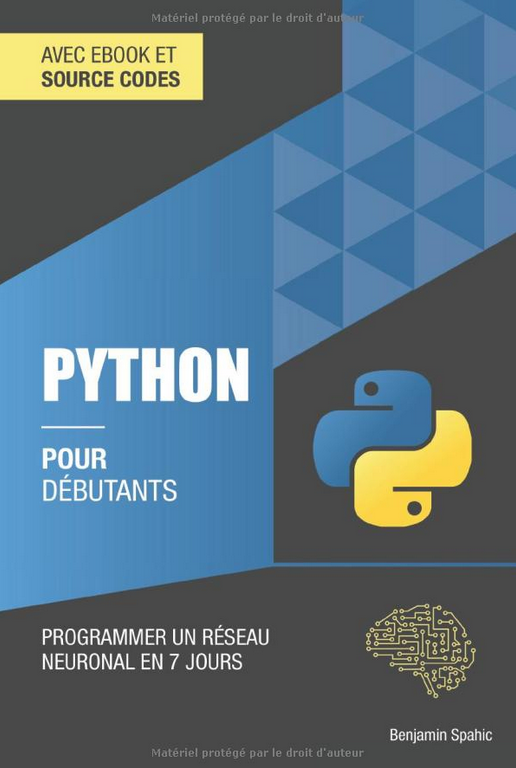 Matériel protégé par le droit d'auteur
AVEC EBOOK ET
SOURCE CODES
PYTHON
POUR
DÉBUTANTS
PROGRAMMER UN RÉSEAU
NEURONAL EN 7 JOURS
Benjamin Spahic
Matériel protégé par le droit d'auteur